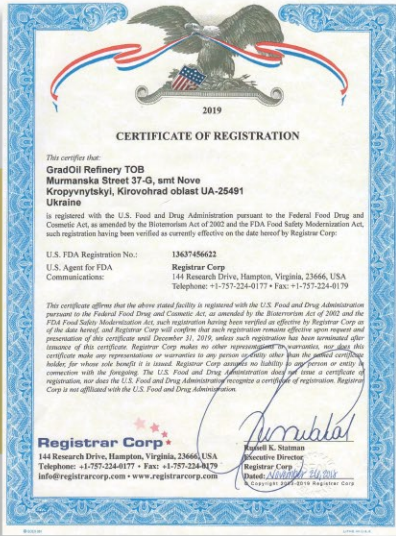 2019
CERTIFICATE OF REGISTRATION
This certifies that:
GradOil Refinery TOB
Murmanska Street 37-G, smt Nove
Kropyvnytskyi, Kirovohrad oblast UA-25491
Ukraine
is registered with the U.S. Food and Drug Administration pursuant to the Federal Food Drug and
Cosmetic Act, as amended by the Bioterrorism Act of 2002 and the FDA Food Safety Modernization Act,
such registration having been verified as currently effective on the date hereof by Registrar Corp:
U.S. FDA Registration No.: 13637456622
U.S. Agent for FDA Registrar Corp
Communications: 144 Research Drive, Hampton, Virginia, 23666, USA
Telephone: +1-757-224-0177 • Fax: +1-757-224-0179
This certificate affirms that the above stated facility is registered with the U.S. Food and Drug Administration
pursuant to the Federal Food Drug and Cosmetic Act, as amended by the Bioterrorism Act of 2002 and the
FDA Food Safety Modernization Act, such registration having been verified as effective by Registrar Corp as
of the date hereof, and Registrar Corp will confirm that such registration remains effective upon request and
presentation of this certificate until December 31, 2019, unless such registration has been terminated after
issuance of this certificate. Registrar Corp makes no other representations or warranties, nor does this
certificate make any representations or warranties to any person or entity other than the named certificate
holder, for whose sole benefit it is issued. Registrar Corp assumes no liability to any person or entity in
connection with the foregoing. The U.S. Food and Drug Administration does not issue a certificate of
registration, nor does the U.S. Food and Drug Administration recognize a certificate of registration. Registrar
Corp is not affiliated with the U.S. Food and Drug Administration.
Registrar Corp
144 Research Drive, Hampton, Virginia, 23666, USA
Telephone: +1-757-224-0177 • Fax: +1-757-224-0179
info@registrarcorp.com • www.registrarcorp.com
Russell K. Statman
Executive Director
Registrar Corp
Dated: November 26, 2018
© Copyright 2003-2016 Registrar Corp